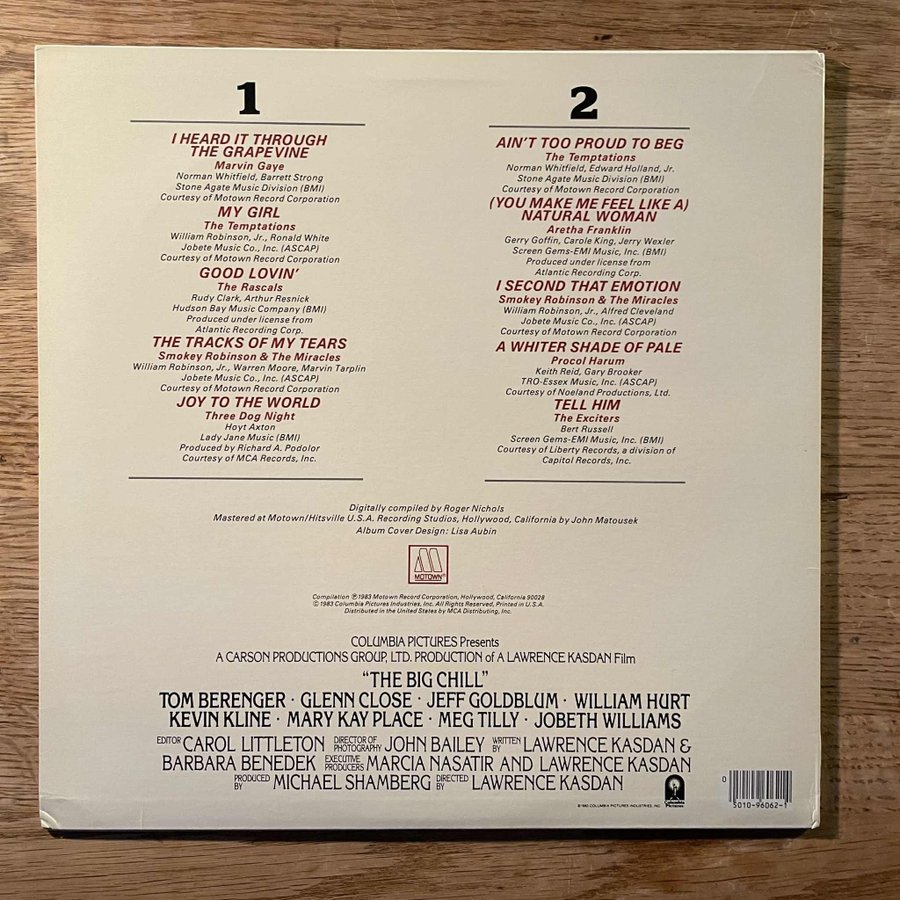 1
I HEARD IT THROUGH
THE GRAPEVINE
Marvin Gaye
Norman Whitfield, Barrett Strong
Stone Agate Music Division (BMI)
Courtesy of Motown Record Corporation
MY GIRL
The Temptations
William Robinson, Jr., Ronald White
Jobete Music Co., Inc. (ASCAP)
Courtesy of Motown Record Corporation
GOOD LOVIN'
The Rascals
Rudy Clark, Arthur Resnick
Hudson Bay Music Company (BMI)
Produced under license from
Atlantic Recording Corp.
THE TRACKS OF MY TEARS
Smokey Robinson & The Miracles
William Robinson, Jr., Warren Moore, Marvin Tarplin
Jobete Music Co., Inc. (ASCAP)
Courtesy of Motown Record Corporation
JOY TO THE WORLD
Three Dog Night
Hoyt Axton
Lady Jane Music (BMI)
Produced by Richard A. Podolor
Courtesy of MCA Records, Inc.
2
AIN'T TOO PROUD TO BEG
The Temptations
Norman Whitfield, Edward Holland, Jr.
Stone Agate Music Division (BMI)
Courtesy of Motown Record Corporation
(YOU MAKE ME FEEL LIKE A)
NATURAL WOMAN
Aretha Franklin
Gerry Goffin, Carole King, Jerry Wexler
Screen Gems-EMI Music, Inc. (BMI)
Produced under license from
Atlantic Recording Corp.
I SECOND THAT EMOTION
Smokey Robinson & The Miracles
William Robinson, Jr., Alfred Cleveland
Jobete Music Co., Inc. (ASCAP)
Courtesy of Motown Record Corporation
A WHITER SHADE OF PALE
Procol Harum
Keith Reid, Gary Brooker
TRO-Essex Music, Inc. (ASCAP)
Courtesy of Noeland Productions, Ltd.
TELL HIM
The Exciters
Bert Russell
Screen Gems-EMI Music, Inc. (BMI)
Courtesy of Liberty Records, a division of
Capitol Records, Inc.
Digitally compiled by Roger Nichols
Mastered at Motown/Hitsville U.S.A. Recording Studios, Hollywood, California by John Matousek
Album Cover Design: Lisa Aubin
MOTOWN®
Compilation ℗1983 Motown Record Corporation, Hollywood, California 90028
© 1983 Columbia Pictures Industries, Inc. All Rights Reserved, Printed in U.S.A.
Distributed in the United States by MCA Distributing, Inc.
COLUMBIA PICTURES Presents
A CARSON PRODUCTIONS GROUP, LTD. PRODUCTION of A LAWRENCE KASDAN Film
"THE BIG CHILL"
TOM BERENGER · GLENN CLOSE · JEFF GOLDBLUM · WILLIAM HURT
KEVIN KLINE · MARY KAY PLACE · MEG TILLY · JOBETH WILLIAMS
EDITOR CAROL LITTLETON DIRECTOR OF PHOTOGRAPHY JOHN BAILEY WRITTEN BY LAWRENCE KASDAN &
BARBARA BENEDEK EXECUTIVE PRODUCERS MARCIA NASATIR AND LAWRENCE KASDAN
PRODUCED BY MICHAEL SHAMBERG DIRECTED BY LAWRENCE KASDAN
Columbia
Pictures
© 1983 COLUMBIA PICTURES INDUSTRIES, INC.
0 5010-96062-1